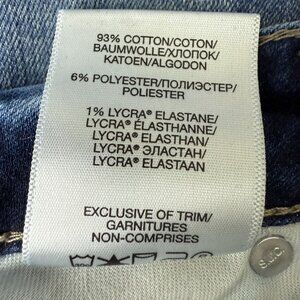 93% COTTON/COTON/
BAUMWOLLE/ХЛОПОК/
KATOEN/ALGODON
6% POLYESTER/ПОЛИЭСТЕР/
POLIESTER
1% LYCRA® ELASTANE/
LYCRA® ÉLASTHANNE/
LYCRA® ELASTHAN/
LYCRA® ЭЛАСТАН/
LYCRA® ELASTAAN
EXCLUSIVE OF TRIM/
GARNITURES
NON-COMPRISES